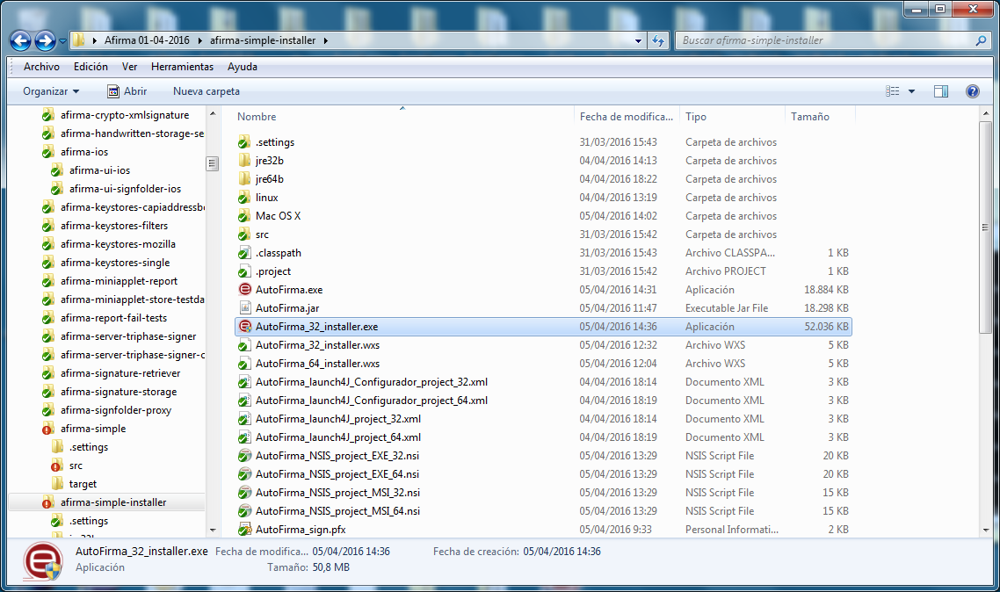 Afirma 01-04-2016 afirma-simple-installer
Buscar afirma-simple-installer
Archivo Edición Ver Herramientas Ayuda
Organizar Abrir Nueva carpeta
afirma-crypto-xmlsignature
afirma-handwritten-storage-se
afirma-ios
afirma-ui-ios
afirma-ui-signfolder-ios
afirma-keystores-capiaddressb
afirma-keystores-filters
afirma-keystores-mozilla
afirma-keystores-single
afirma-miniapplet-report
afirma-miniapplet-store-testda
afirma-report-fail-tests
afirma-server-triphase-signer
afirma-server-triphase-signer-c
afirma-signature-retriever
afirma-signature-storage
afirma-signfolder-proxy
afirma-simple
.settings
src
target
afirma-simple-installer
.settings
Nombre Fecha de modifica... Tipo Tamaño
.settings 31/03/2016 15:43 Carpeta de archivos
jre32b 04/04/2016 14:13 Carpeta de archivos
jre64b 04/04/2016 18:22 Carpeta de archivos
linux 04/04/2016 13:19 Carpeta de archivos
Mac OS X 05/04/2016 14:02 Carpeta de archivos
src 31/03/2016 15:42 Carpeta de archivos
.classpath 31/03/2016 15:43 Archivo CLASSPA... 1 KB
.project 31/03/2016 15:42 Archivo PROJECT 1 KB
AutoFirma.exe 05/04/2016 14:31 Aplicación 18.884 KB
AutoFirma.jar 05/04/2016 11:47 Executable Jar File 18.298 KB
AutoFirma_32_installer.exe 05/04/2016 14:36 Aplicación 52.036 KB
AutoFirma_32_installer.wxs 05/04/2016 12:32 Archivo WXS 5 KB
AutoFirma_64_installer.wxs 05/04/2016 12:04 Archivo WXS 5 KB
AutoFirma_launch4J_Configurador_project_32.xml 04/04/2016 18:14 Documento XML 3 KB
AutoFirma_launch4J_Configurador_project_64.xml 04/04/2016 18:19 Documento XML 3 KB
AutoFirma_launch4J_project_32.xml 04/04/2016 18:14 Documento XML 3 KB
AutoFirma_launch4J_project_64.xml 04/04/2016 18:19 Documento XML 3 KB
AutoFirma_NSIS_project_EXE_32.nsi 05/04/2016 13:29 NSIS Script File 20 KB
AutoFirma_NSIS_project_EXE_64.nsi 05/04/2016 13:29 NSIS Script File 20 KB
AutoFirma_NSIS_project_MSI_32.nsi 05/04/2016 13:29 NSIS Script File 15 KB
AutoFirma_NSIS_project_MSI_64.nsi 05/04/2016 13:29 NSIS Script File 15 KB
AutoFirma_sign.pfx 05/04/2016 9:33 Personal Informati... 2 KB
AutoFirma_32_installer.exe Fecha de modifica... 05/04/2016 14:36 Fecha de creación: 05/04/2016 14:36
Aplicación Tamaño: 50,8 MB